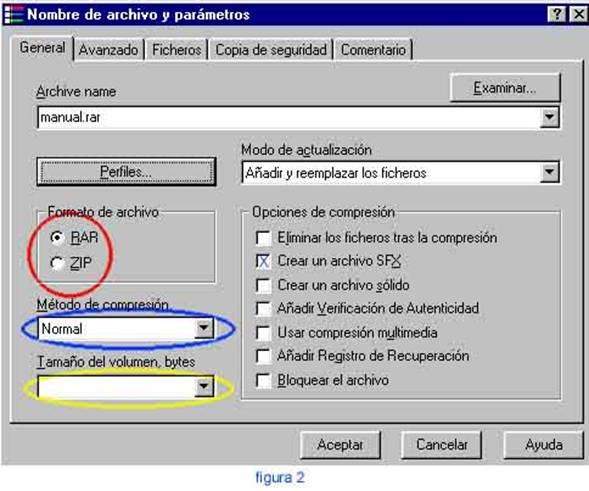 Nombre de archivo y parámetros
General Avanzado Ficheros Copia de seguridad Comentario
Archive name
Examinar...
manual.rar
Perfiles...
Modo de actualización
Añadir y reemplazar los ficheros
Formato de archivo
RAR
ZIP
Método de compresión
Normal
Tamaño del volumen, bytes
Opciones de compresión
Eliminar los ficheros tras la compresión
Crear un archivo SFX
Crear un archivo sólido
Añadir Verificación de Autenticidad
Usar compresión multimedia
Añadir Registro de Recuperación
Bloquear el archivo
Aceptar Cancelar Ayuda
figura 2